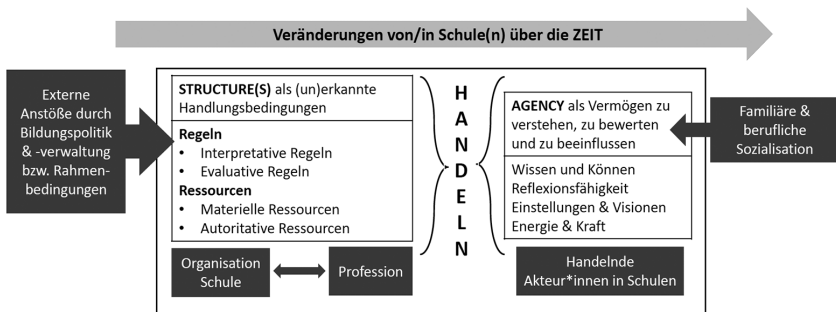 Veränderungen von/in Schule(n) über die ZEIT
Externe
Anstöße durch
Bildungspolitik
& -verwaltung
bzw. Rahmen-
bedingungen
STRUCTURE(S) als (un)erkannte
Handlungsbedingungen
Regeln
• Interpretative Regeln
• Evaluative Regeln
Ressourcen
• Materielle Ressourcen
• Autoritative Ressourcen
Organisation
Schule
Profession
H
A
N
D
E
L
N
AGENCY als Vermögen zu
verstehen, zu bewerten
und zu beeinflussen
Wissen und Können
Reflexionsfähigkeit
Einstellungen & Visionen
Energie & Kraft
Handelnde
Akteur*innen in Schulen
Familiäre &
berufliche
Sozialisation